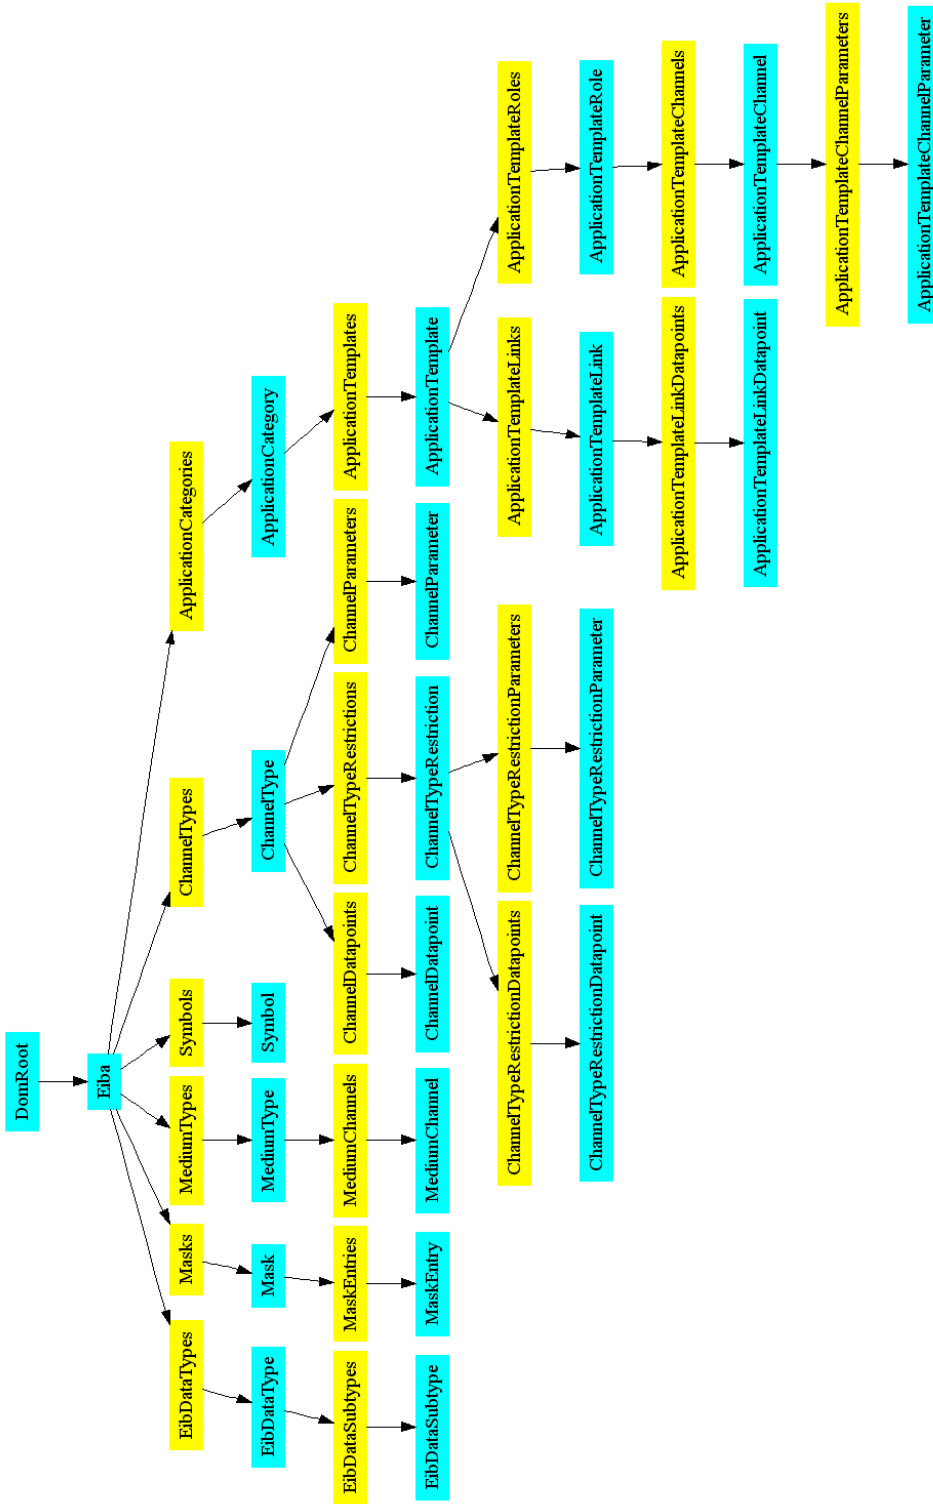 DomRoot
Eiba
EibDataTypes
Masks
MediumTypes
Symbols
ChannelTypes
ApplicationCategories
EibDataType
Mask
MediumType
Symbol
ChannelType
ApplicationCategory
EibDataSubtypes
MaskEntries
MediumChannels
ChannelDatapoints
ChannelTypeRestrictions
ChannelParameters
ApplicationTemplates
EibDataSubtype
MaskEntry
MediumChannel
ChannelDatapoint
ChannelTypeRestriction
ChannelParameter
ApplicationTemplate
ChannelTypeRestrictionDatapoints
ChannelTypeRestrictionParameters
ApplicationTemplateLinks
ApplicationTemplateRoles
ChannelTypeRestrictionDatapoint
ChannelTypeRestrictionParameter
ApplicationTemplateLink
ApplicationTemplateRole
ApplicationTemplateLinkDatapoints
ApplicationTemplateChannels
ApplicationTemplateLinkDatapoint
ApplicationTemplateChannel
ApplicationTemplateChannelParameters
ApplicationTemplateChannelParameter